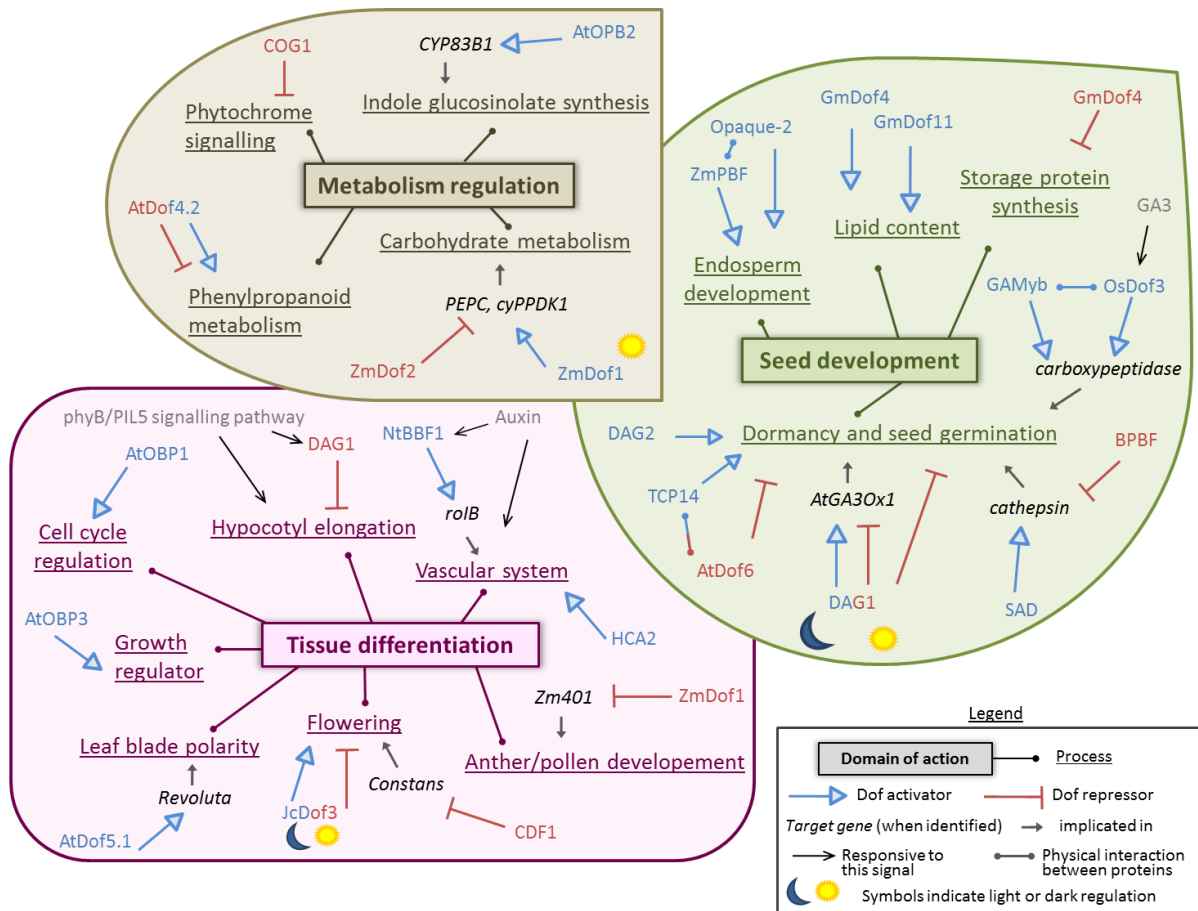 COG1
CYP83B1
AtOPB2
Phytochrome
signalling
Indole glucosinolate synthesis
Metabolism regulation
AtDof4.2
Carbohydrate metabolism
Phenylpropanoid
metabolism
PEPC, cyPPDK1
ZmDof2
ZmDof1
GmDof4
GmDof11
GmDof4
Opaque-2
ZmPBF
Storage protein
synthesis
GA3
Lipid content
Endosperm
development
GAMyb
OsDof3
Seed development
carboxypeptidase
DAG2
Dormancy and seed germination
BPBF
TCP14
AtGA3Ox1
cathepsin
AtDof6
DAG1
SAD
phyB/PIL5 signalling pathway
Auxin
DAG1
NtBBF1
AtOBP1
rolB
Cell cycle
regulation
Hypocotyl elongation
Vascular system
AtOBP3
Growth
regulator
Tissue differentiation
HCA2
Zm401
ZmDof1
Flowering
Leaf blade polarity
Anther/pollen developement
Revoluta
Constans
JcDof3
AtDof5.1
CDF1
Legend
Domain of action
Process
Dof activator
Dof repressor
Target gene (when identified)
implicated in
Responsive to
this signal
Physical interaction
between proteins
Symbols indicate light or dark regulation